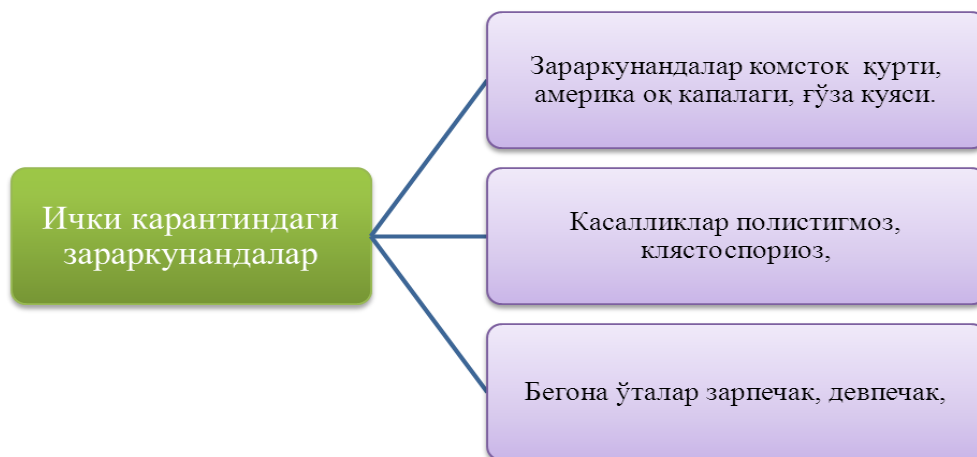 Ички карантиндаги
зараркунандалар
Зараркунандалар комсток қурти,
америка оқ капалаги, ғўза куяси.
Касалликлар полистигмоз,
клястоспориоз,
Бегона ўталар зарпечак, девпечак,